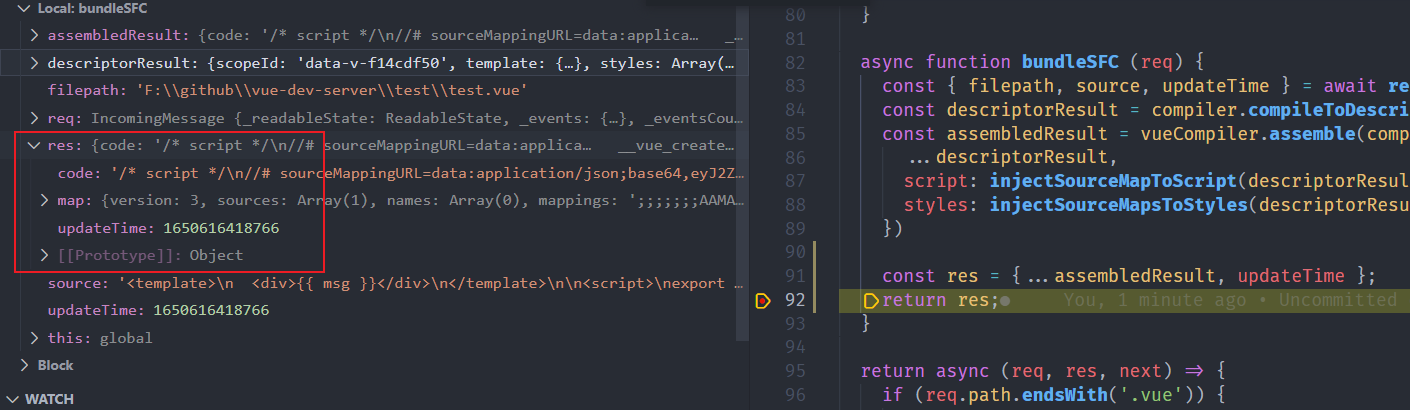 Local: bundleSFC
assembledResult: {code: '/* script */\n//# sourceMappingURL=data:applica… _…
descriptorResult: {scopeId: 'data-v-f14cdf50', template: {…}, styles: Array(…
filepath: 'F:\\github\\vue-dev-server\\test\\test.vue'
req: IncomingMessage {_readableState: ReadableState, _events: {…}, _eventsCou…
res: {code: '/* script */\n//# sourceMappingURL=data:applica… __vue_create…
code: '/* script */\n//# sourceMappingURL=data:application/json;base64,eyJ2Z…
map: {version: 3, sources: Array(1), names: Array(0), mappings: ';;;;;;;AAMA…
updateTime: 1650616418766
[[Prototype]]: Object
source: '<template>\n  <div>{{ msg }}</div>\n</template>\n\n<script>\nexport …
updateTime: 1650616418766
this: global
Block
WATCH
80 }
81
82 async function bundleSFC (req) {
83 const { filepath, source, updateTime } = await re
84 const descriptorResult = compiler.compileToDescri
85 const assembledResult = vueCompiler.assemble(comp
86 ...descriptorResult,
87 script: injectSourceMapToScript(descriptorResul
88 styles: injectSourceMapsToStyles(descriptorResu
89 })
90
91 const res = { ...assembledResult, updateTime };
92 return res; You, 1 minute ago • Uncommitted
93 }
94
95 return async (req, res, next) => {
96 if (req.path.endsWith('.vue')) {